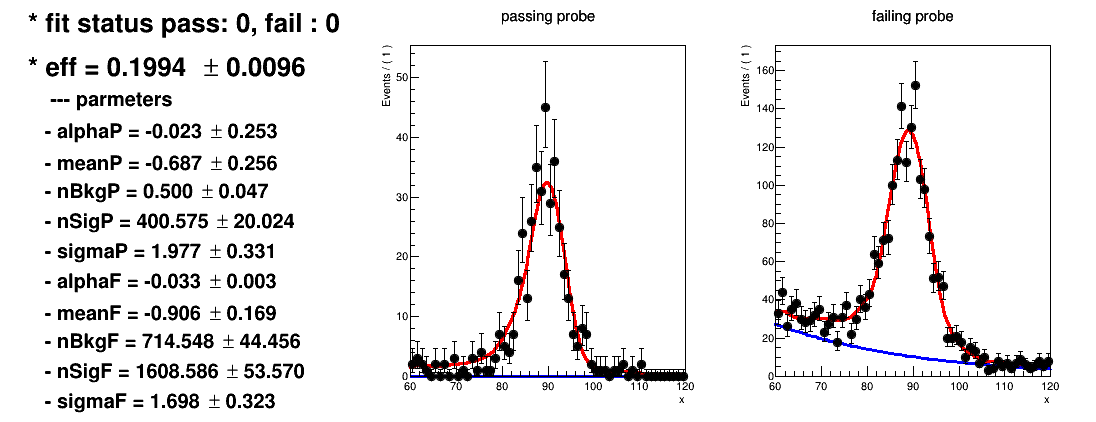 * fit status pass: 0, fail : 0
* eff = 0.1994 ± 0.0096
--- parmeters
- alphaP = -0.023 ± 0.253
- meanP = -0.687 ± 0.256
- nBkgP = 0.500 ± 0.047
- nSigP = 400.575 ± 20.024
- sigmaP = 1.977 ± 0.331
- alphaF = -0.033 ± 0.003
- meanF = -0.906 ± 0.169
- nBkgF = 714.548 ± 44.456
- nSigF = 1608.586 ± 53.570
- sigmaF = 1.698 ± 0.323
passing probe
Events / ( 1 )
50
40
30
20
10
0
60 70 80 90 100 110 120
x
failing probe
Events / ( 1 )
160
140
120
100
80
60
40
20
0
60 70 80 90 100 110 120
x